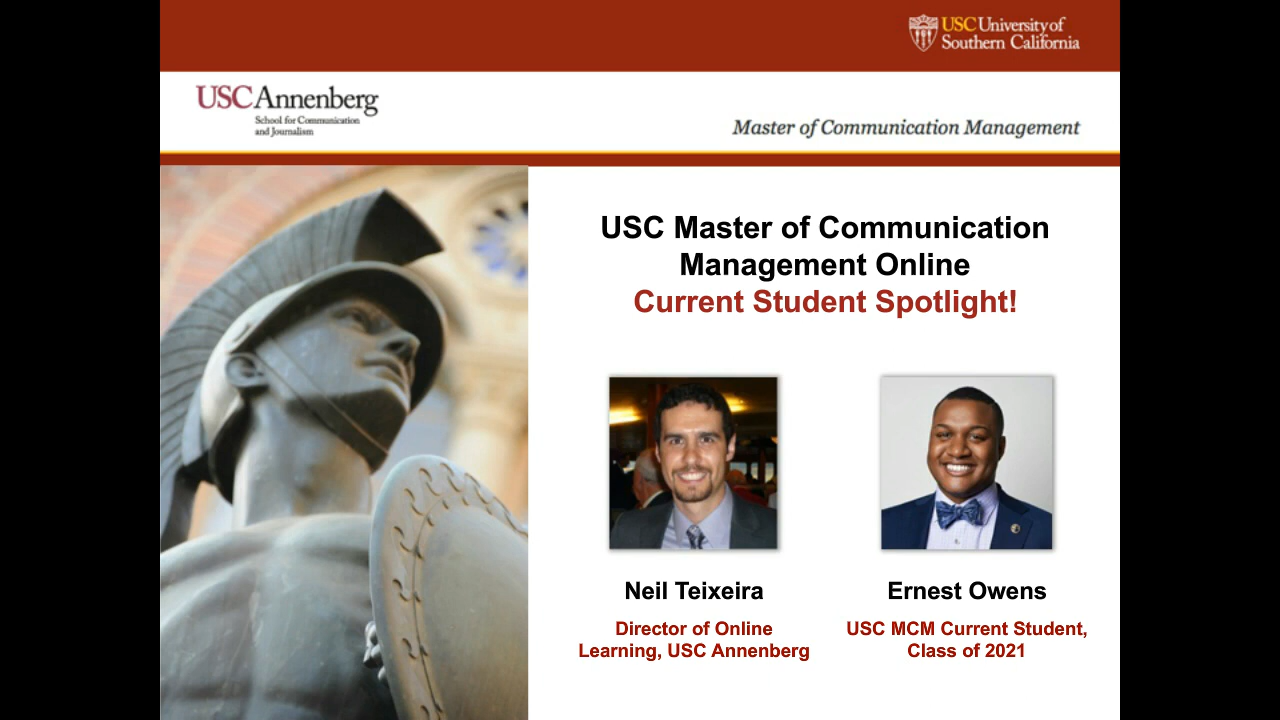 USC University of
Southern California
USC Annenberg
School for Communication
and Journalism
Master of Communication Management
USC Master of Communication
Management Online
Current Student Spotlight!
Neil Teixeira
Director of Online
Learning, USC Annenberg
Ernest Owens
USC MCM Current Student,
Class of 2021